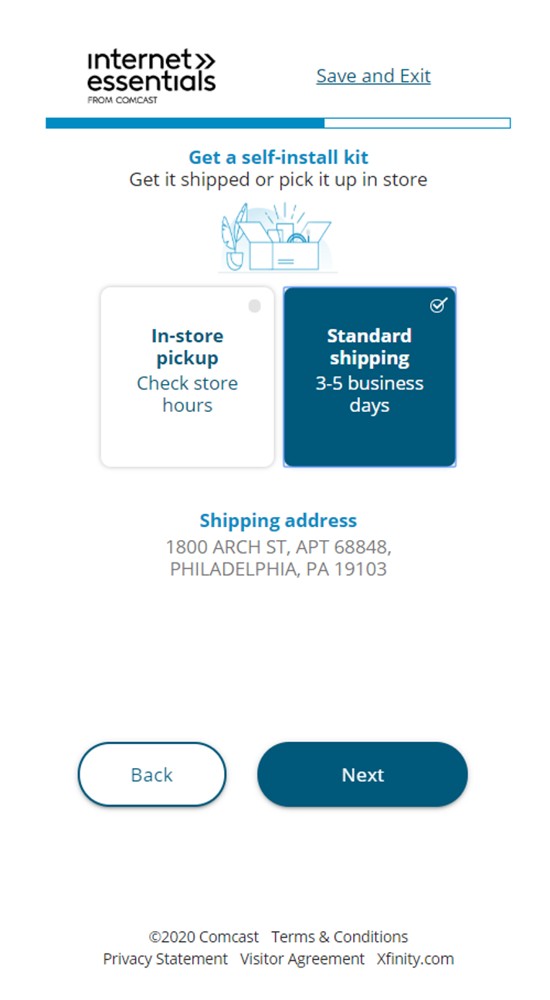 internet
essentials
FROM COMCAST
Save and Exit
Get a self-install kit
Get it shipped or pick it up in store
In-store
pickup
Check store
hours
Standard
shipping
3-5 business
days
Shipping address
1800 ARCH ST, APT 68848,
PHILADELPHIA, PA 19103
Back
Next
©2020 Comcast Terms & Conditions
Privacy Statement Visitor Agreement Xfinity.com